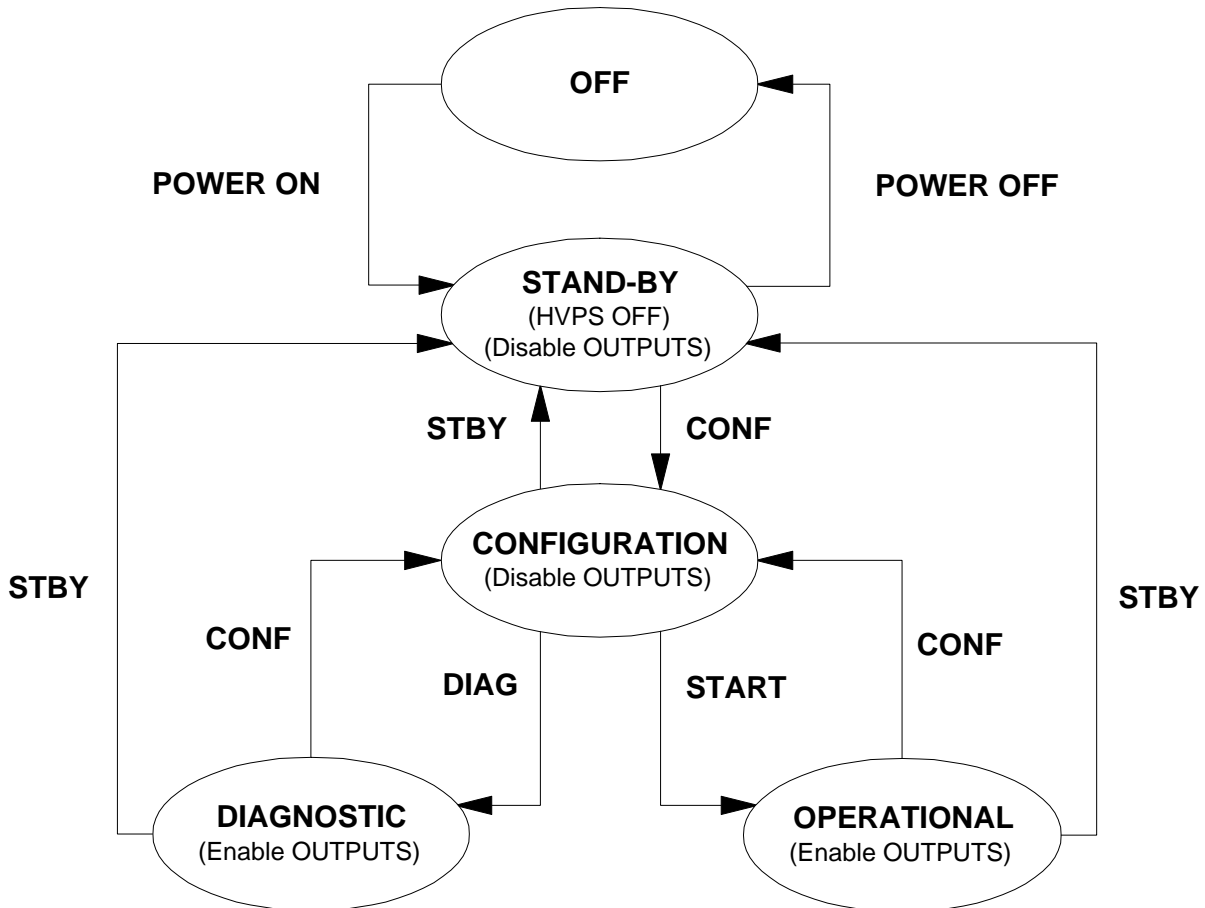 OFF
POWER ON
POWER OFF
STAND-BY
(HVPS OFF)
(Disable OUTPUTS)
STBY
CONF
CONFIGURATION
(Disable OUTPUTS)
STBY
STBY
CONF
CONF
DIAG
START
DIAGNOSTIC
(Enable OUTPUTS)
OPERATIONAL
(Enable OUTPUTS)